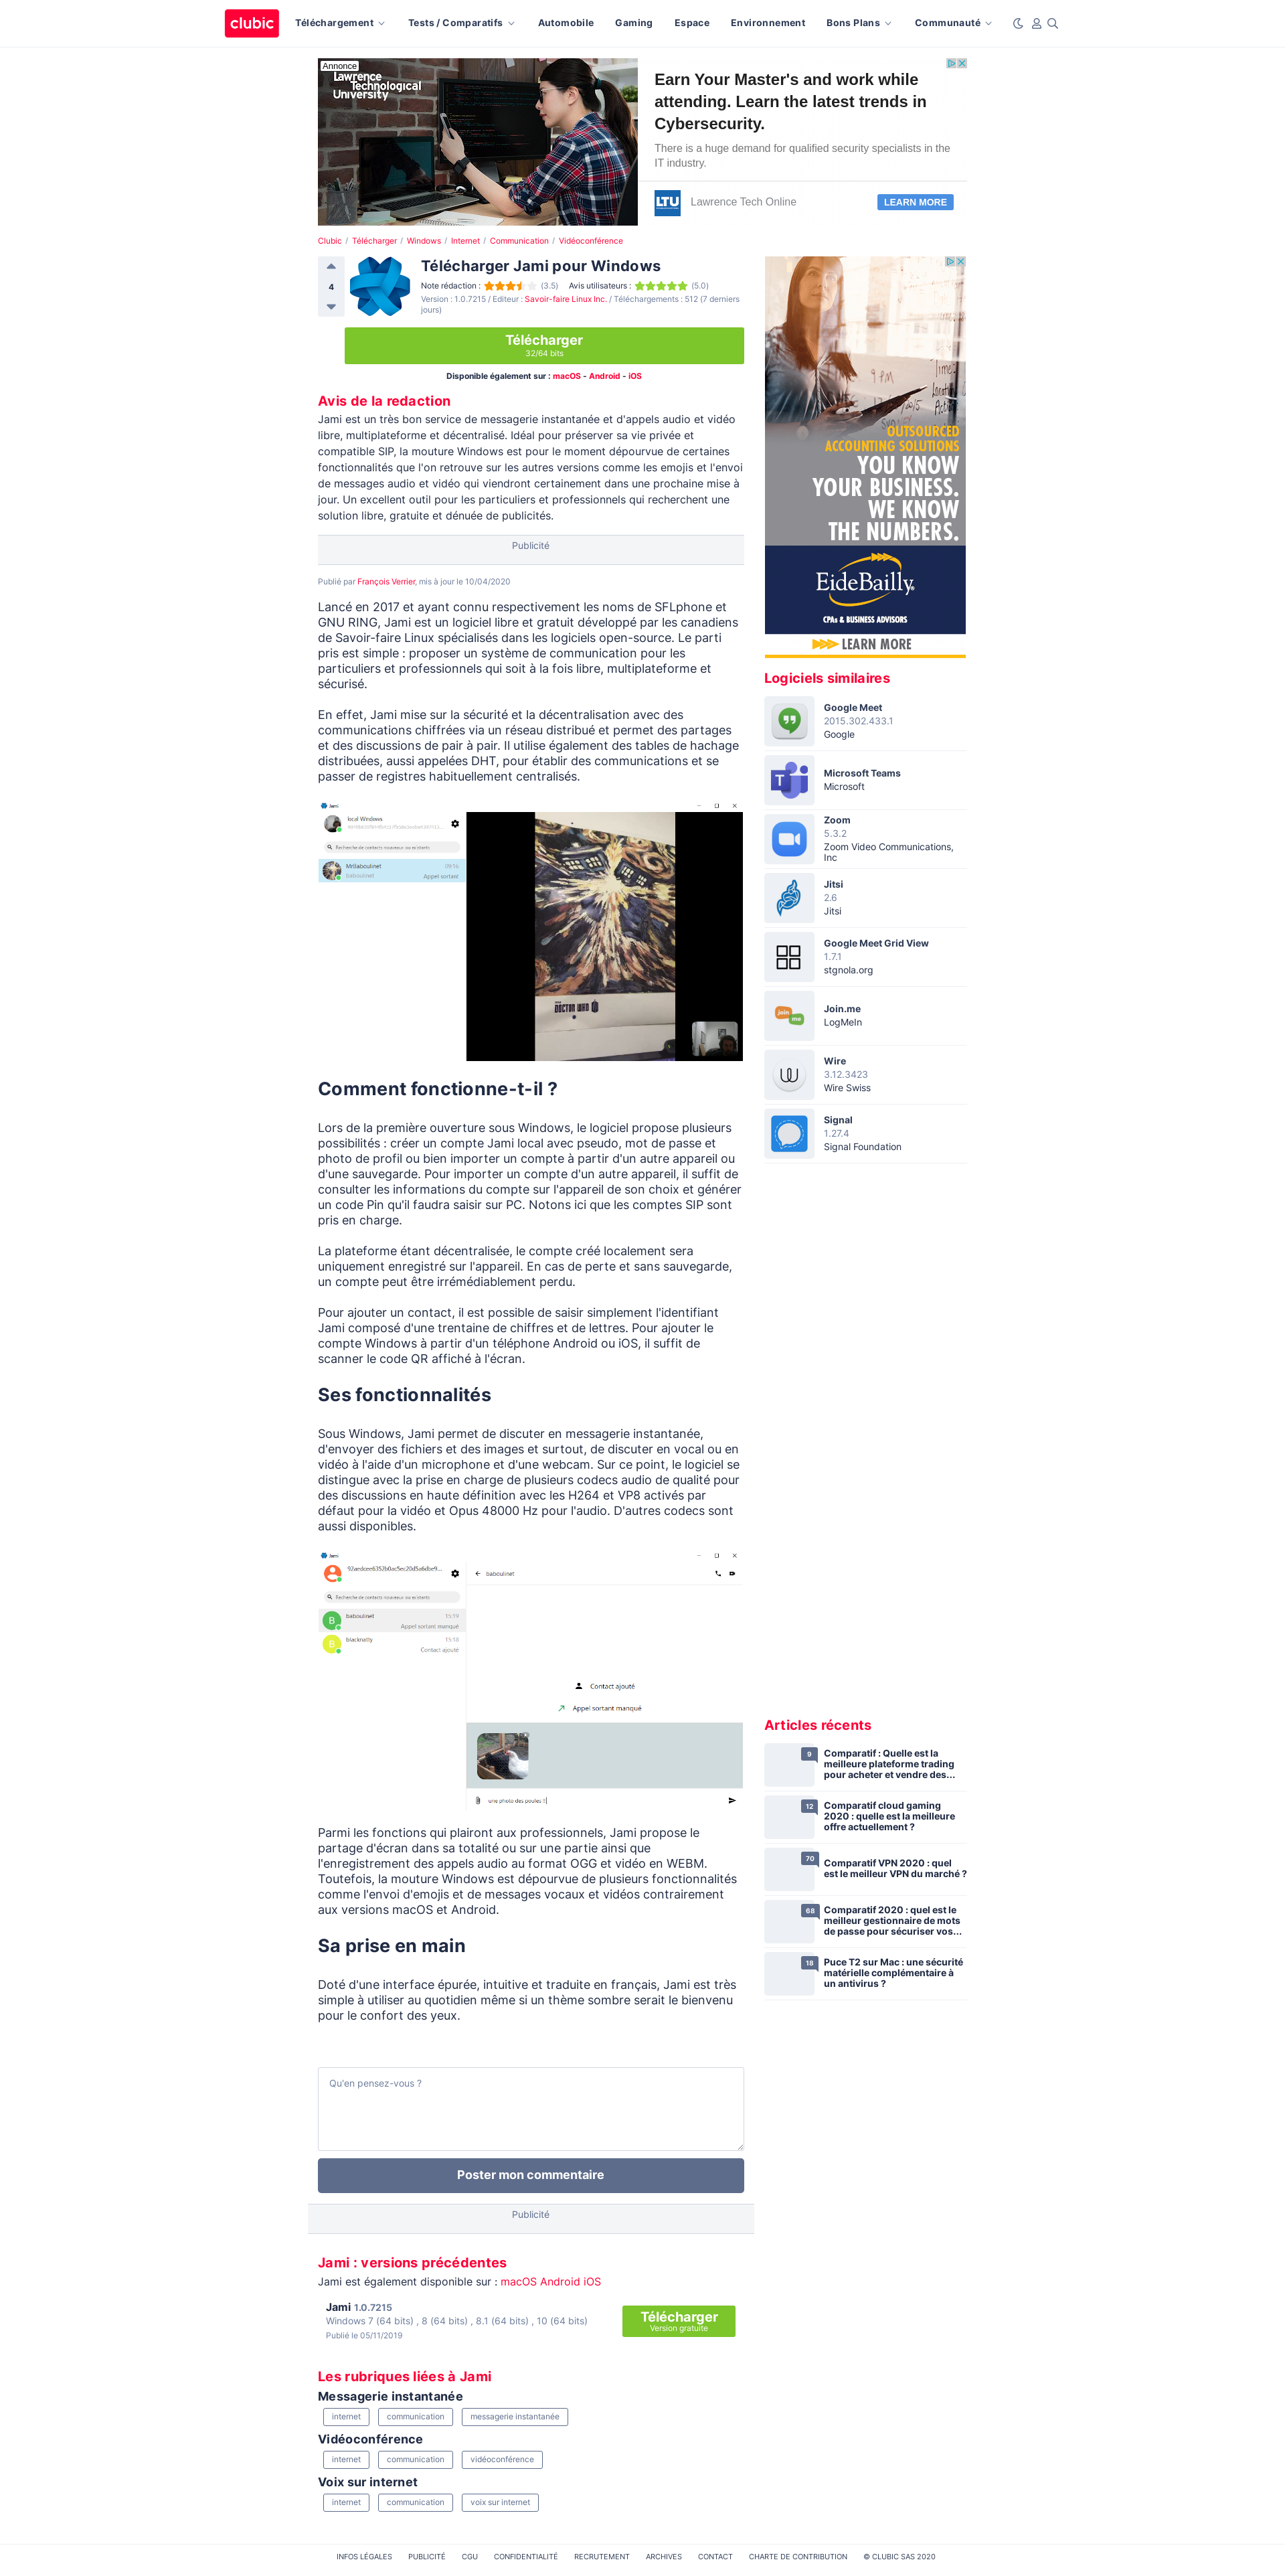 clubic
Téléchargement
Tests / Comparatifs
Automobile
Gaming
Espace
Environnement
Bons Plans
Communauté
Annonce
Lawrence
Technological
University
Earn Your Master's and work while
attending. Learn the latest trends in
Cybersecurity.
There is a huge demand for qualified security specialists in the
IT industry.
LTU
Lawrence Tech Online
LEARN MORE
Clubic / Télécharger / Windows / Internet / Communication / Vidéoconférence
4
Télécharger Jami pour Windows
Note rédaction : (3.5) Avis utilisateurs : (5.0)
Version : 1.0.7215 / Editeur : Savoir-faire Linux Inc. / Téléchargements : 512 (7 derniers
jours)
Télécharger
32/64 bits
Disponible également sur : macOS - Android - iOS
Avis de la redaction
Jami est un très bon service de messagerie instantanée et d'appels audio et vidéo
libre, multiplateforme et décentralisé. Idéal pour préserver sa vie privée et
compatible SIP, la mouture Windows est pour le moment dépourvue de certaines
fonctionnalités que l'on retrouve sur les autres versions comme les emojis et l'envoi
de messages audio et vidéo qui viendront certainement dans une prochaine mise à
jour. Un excellent outil pour les particuliers et professionnels qui recherchent une
solution libre, gratuite et dénuée de publicités.
Publicité
Publié par François Verrier, mis à jour le 10/04/2020
Lancé en 2017 et ayant connu respectivement les noms de SFLphone et
GNU RING, Jami est un logiciel libre et gratuit développé par les canadiens
de Savoir-faire Linux spécialisés dans les logiciels open-source. Le parti
pris est simple : proposer un système de communication pour les
particuliers et professionnels qui soit à la fois libre, multiplateforme et
sécurisé.
En effet, Jami mise sur la sécurité et la décentralisation avec des
communications chiffrées via un réseau distribué et permet des partages
et des discussions de pair à pair. Il utilise également des tables de hachage
distribuées, aussi appelées DHT, pour établir des communications et se
passer de registres habituellement centralisés.
Jami
local Windows
Recherche de contacts nouveaux ou existants
Mrtlaboulinet 09:16
baboulinet Appel sortant
DOCTOR WHO
Comment fonctionne-t-il ?
Lors de la première ouverture sous Windows, le logiciel propose plusieurs
possibilités : créer un compte Jami local avec pseudo, mot de passe et
photo de profil ou bien importer un compte à partir d'un autre appareil ou
d'une sauvegarde. Pour importer un compte d'un autre appareil, il suffit de
consulter les informations du compte sur l'appareil de son choix et générer
un code Pin qu'il faudra saisir sur PC. Notons ici que les comptes SIP sont
pris en charge.
La plateforme étant décentralisée, le compte créé localement sera
uniquement enregistré sur l'appareil. En cas de perte et sans sauvegarde,
un compte peut être irrémédiablement perdu.
Pour ajouter un contact, il est possible de saisir simplement l'identifiant
Jami composé d'une trentaine de chiffres et de lettres. Pour ajouter le
compte Windows à partir d'un téléphone Android ou iOS, il suffit de
scanner le code QR affiché à l'écran.
Ses fonctionnalités
Sous Windows, Jami permet de discuter en messagerie instantanée,
d'envoyer des fichiers et des images et surtout, de discuter en vocal ou en
vidéo à l'aide d'un microphone et d'une webcam. Sur ce point, le logiciel se
distingue avec la prise en charge de plusieurs codecs audio de qualité pour
des discussions en haute définition avec les H264 et VP8 activés par
défaut pour la vidéo et Opus 48000 Hz pour l'audio. D'autres codecs sont
aussi disponibles.
Jami
baboulinet
Recherche de contacts nouveaux ou existants
B baboulinet 15:19
Appel sortant manqué
B blacknally 15:18
Contact ajouté
Contact ajouté
Appel sortant manqué
une photo des poules !!
Parmi les fonctions qui plairont aux professionnels, Jami propose le
partage d'écran dans sa totalité ou sur une partie ainsi que
l'enregistrement des appels audio au format OGG et vidéo en WEBM.
Toutefois, la mouture Windows est dépourvue de plusieurs fonctionnalités
comme l'envoi d'emojis et de messages vocaux et vidéos contrairement
aux versions macOS et Android.
Sa prise en main
Doté d'une interface épurée, intuitive et traduite en français, Jami est très
simple à utiliser au quotidien même si un thème sombre serait le bienvenu
pour le confort des yeux.
Qu'en pensez-vous ?
Poster mon commentaire
Publicité
Jami : versions précédentes
Jami est également disponible sur : macOS Android iOS
Jami 1.0.7215
Windows 7 (64 bits) , 8 (64 bits) , 8.1 (64 bits) , 10 (64 bits)
Publié le 05/11/2019
Télécharger
Version gratuite
Les rubriques liées à Jami
Messagerie instantanée
internet communication messagerie instantanée
Vidéoconférence
internet communication vidéoconférence
Voix sur internet
internet communication voix sur internet
9 PM
OUTSOURCED
ACCOUNTING SOLUTIONS
YOU KNOW
YOUR BUSINESS.
WE KNOW
THE NUMBERS.
EideBailly
CPAs & BUSINESS ADVISORS
LEARN MORE
Logiciels similaires
Google Meet
2015.302.433.1
Google
Microsoft Teams
Microsoft
Zoom
5.3.2
Zoom Video Communications,
Inc
Jitsi
2.6
Jitsi
Google Meet Grid View
1.7.1
stgnola.org
join me
Join.me
LogMeIn
Wire
3.12.3423
Wire Swiss
Signal
1.27.4
Signal Foundation
Articles récents
9
Comparatif : Quelle est la
meilleure plateforme trading
pour acheter et vendre des...
12
Comparatif cloud gaming
2020 : quelle est la meilleure
offre actuellement ?
70
Comparatif VPN 2020 : quel
est le meilleur VPN du marché ?
68
Comparatif 2020 : quel est le
meilleur gestionnaire de mots
de passe pour sécuriser vos...
18
Puce T2 sur Mac : une sécurité
matérielle complémentaire à
un antivirus ?
INFOS LÉGALES PUBLICITÉ CGU CONFIDENTIALITÉ RECRUTEMENT ARCHIVES CONTACT CHARTE DE CONTRIBUTION © CLUBIC SAS 2020